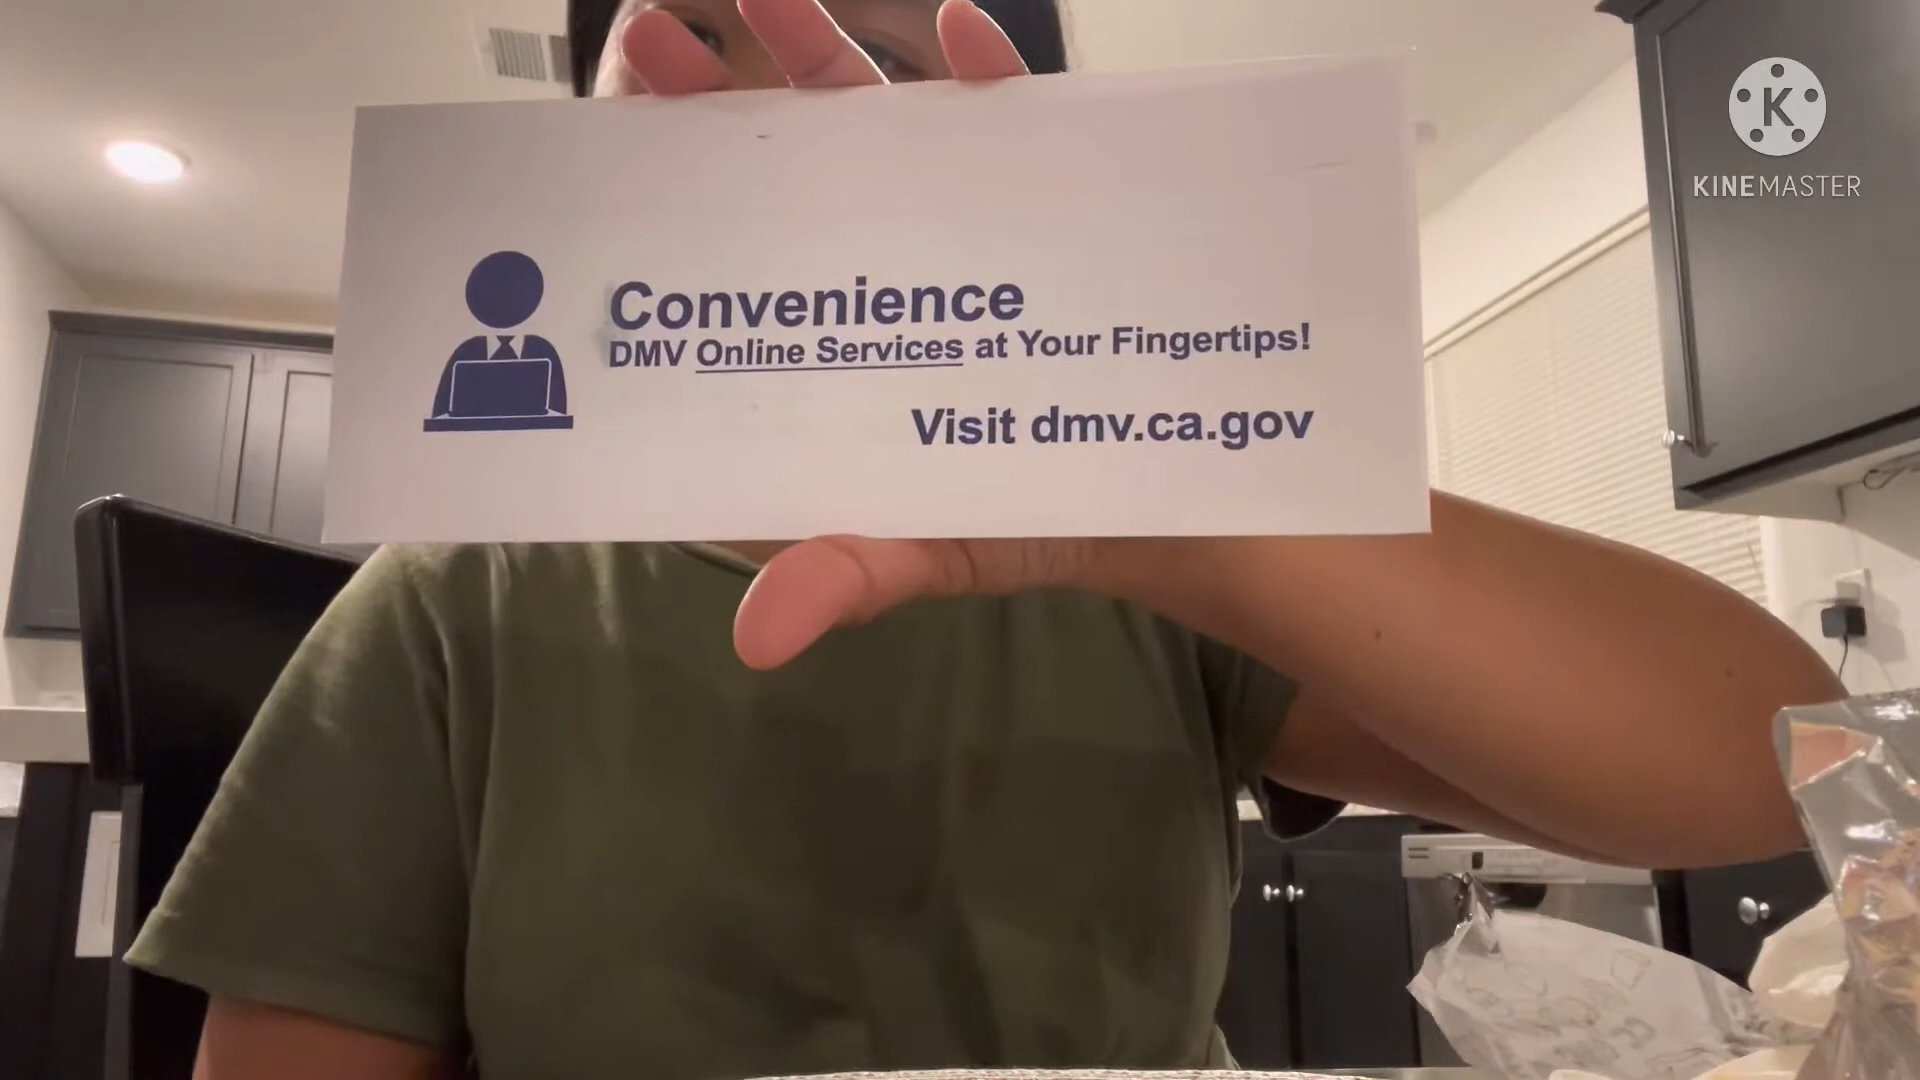 Convenience
DMV Online Services at Your Fingertips!
Visit dmv.ca.gov
K
KINEMASTER